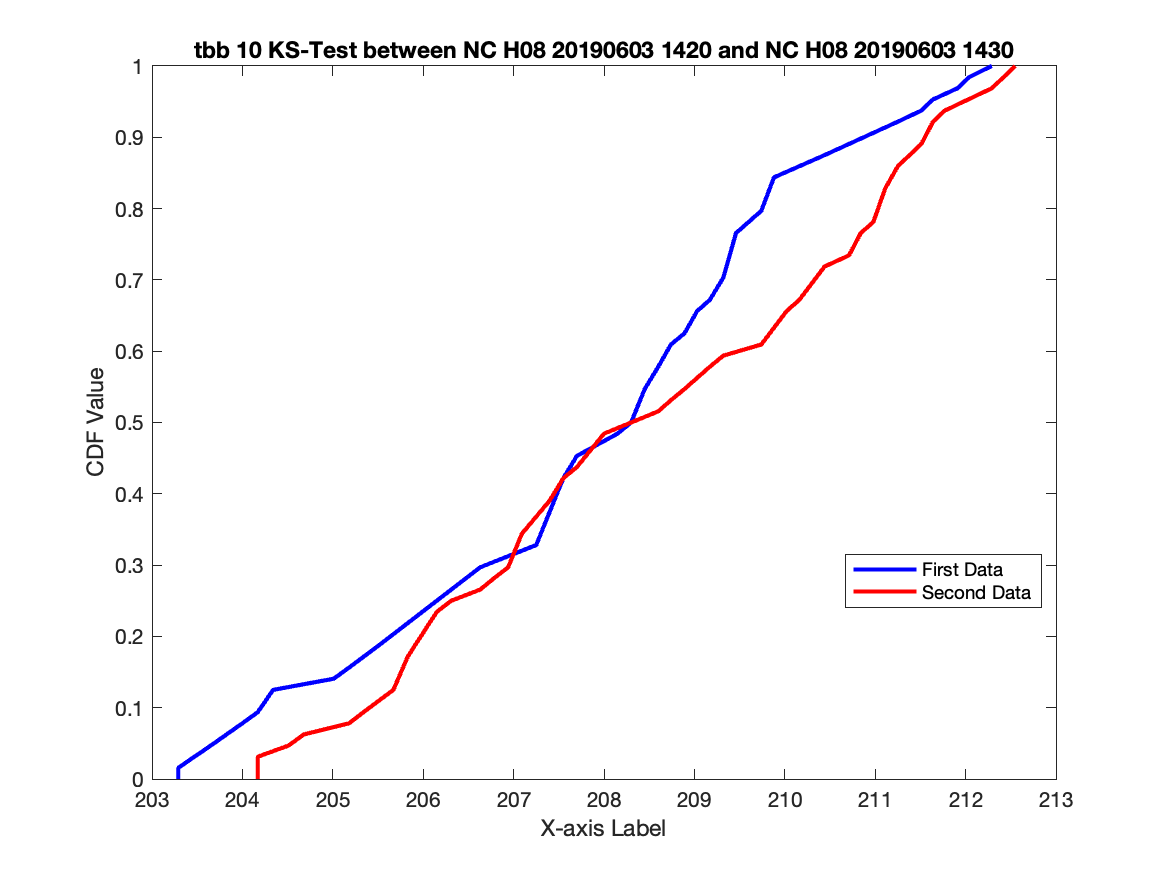 tbb 10 KS-Test between NC H08 20190603 1420 and NC H08 20190603 1430
1
0.9
0.8
0.7
0.6
0.5
0.4
0.3
0.2
0.1
0
CDF Value
First Data
Second Data
203 204 205 206 207 208 209 210 211 212 213
X-axis Label